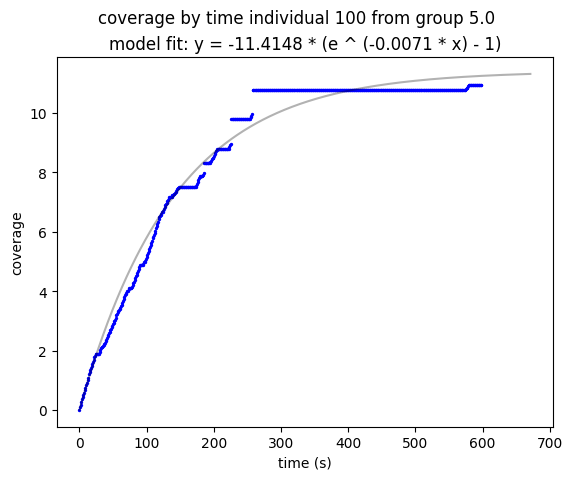 coverage by time individual 100 from group 5.0
model fit: y = -11.4148 * (e ^ (-0.0071 * x) - 1)
coverage
10
8
6
4
2
0
0 100 200 300 400 500 600 700
time (s)